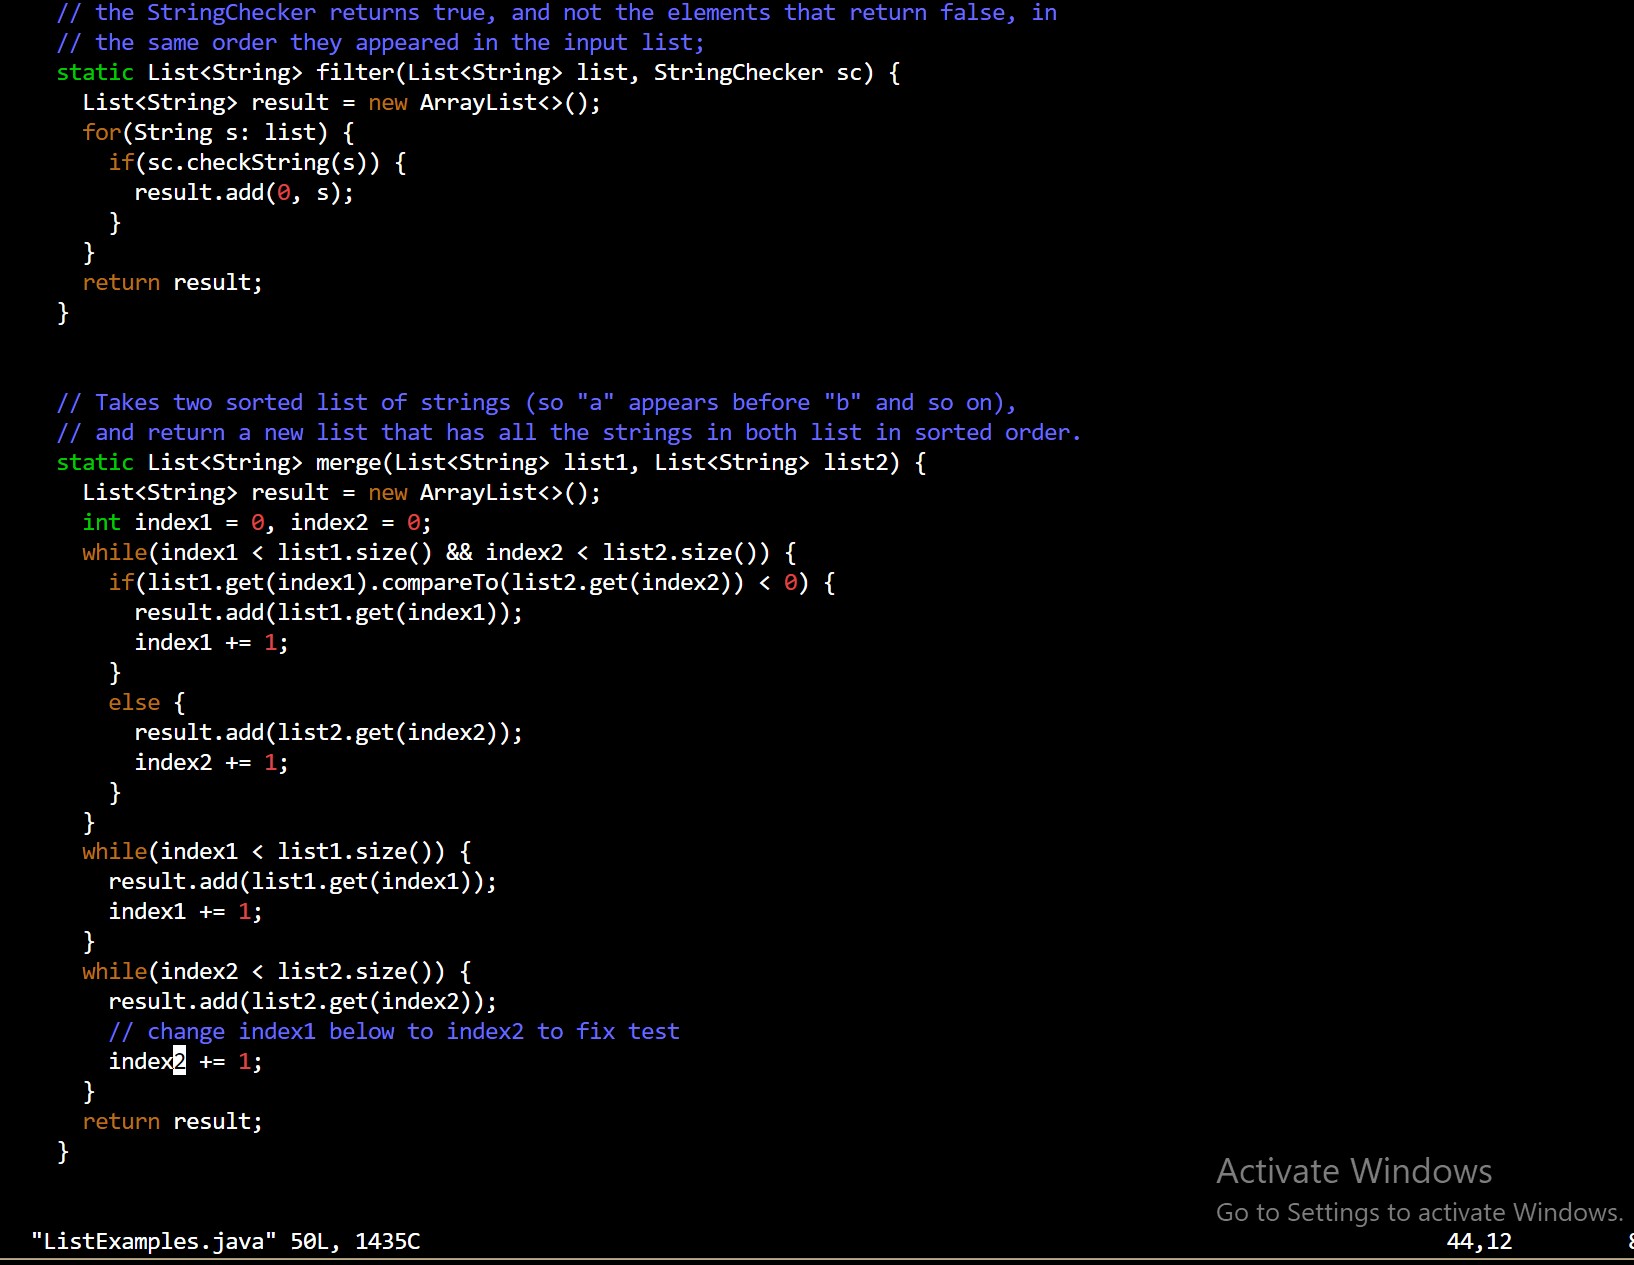 // the StringChecker returns true, and not the elements that return false, in
// the same order they appeared in the input list;
static List<String> filter(List<String> list, StringChecker sc) {
  List<String> result = new ArrayList<>();
  for(String s: list) {
    if(sc.checkString(s)) {
      result.add(0, s);
    }
  }
  return result;
}
// Takes two sorted list of strings (so "a" appears before "b" and so on),
// and return a new list that has all the strings in both list in sorted order.
static List<String> merge(List<String> list1, List<String> list2) {
  List<String> result = new ArrayList<>();
  int index1 = 0, index2 = 0;
  while(index1 < list1.size() && index2 < list2.size()) {
    if(list1.get(index1).compareTo(list2.get(index2)) < 0) {
      result.add(list1.get(index1));
      index1 += 1;
    }
    else {
      result.add(list2.get(index2));
      index2 += 1;
    }
  }
  while(index1 < list1.size()) {
    result.add(list1.get(index1));
    index1 += 1;
  }
  while(index2 < list2.size()) {
    result.add(list2.get(index2));
    // change index1 below to index2 to fix test
    index2 += 1;
  }
  return result;
}
Activate Windows
Go to Settings to activate Windows.
"ListExamples.java" 50L, 1435C 44,12